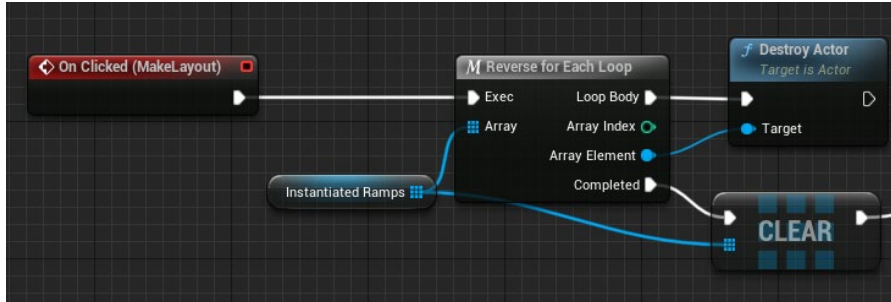 On Clicked (MakeLayout)
Reverse for Each Loop
Exec
Loop Body
Array
Array Index
Array Element
Completed
Instantiated Ramps
f Destroy Actor
Target is Actor
Target
CLEAR